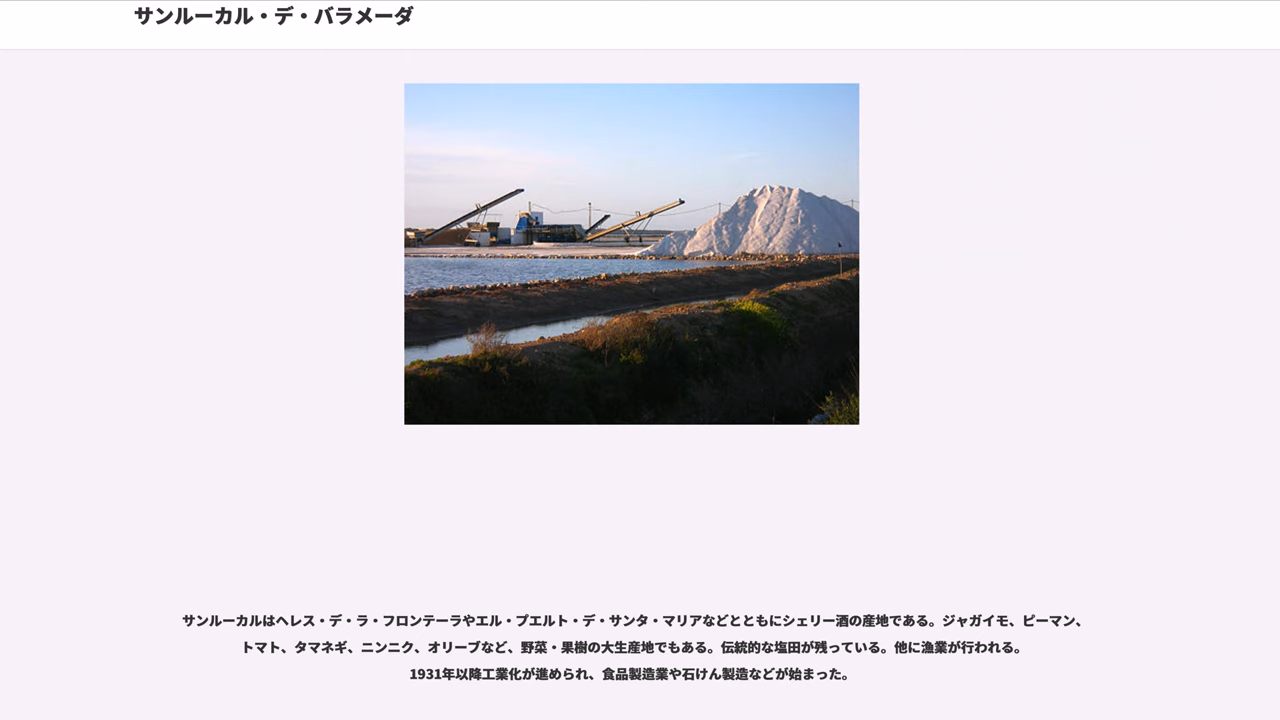 サンルーカル・デ・バラメーダ
サンルーカルはヘレス・デ・ラ・フロンテーラやエル・プエルト・デ・サンタ・マリアなどとともにシェリー酒の産地である。ジャガイモ、ピーマン、
トマト、タマネギ、ニンニク、オリーブなど、野菜・果樹の大生産地でもある。伝統的な塩田が残っている。他に漁業が行われる。
1931年以降工業化が進められ、食品製造業や石けん製造などが始まった。